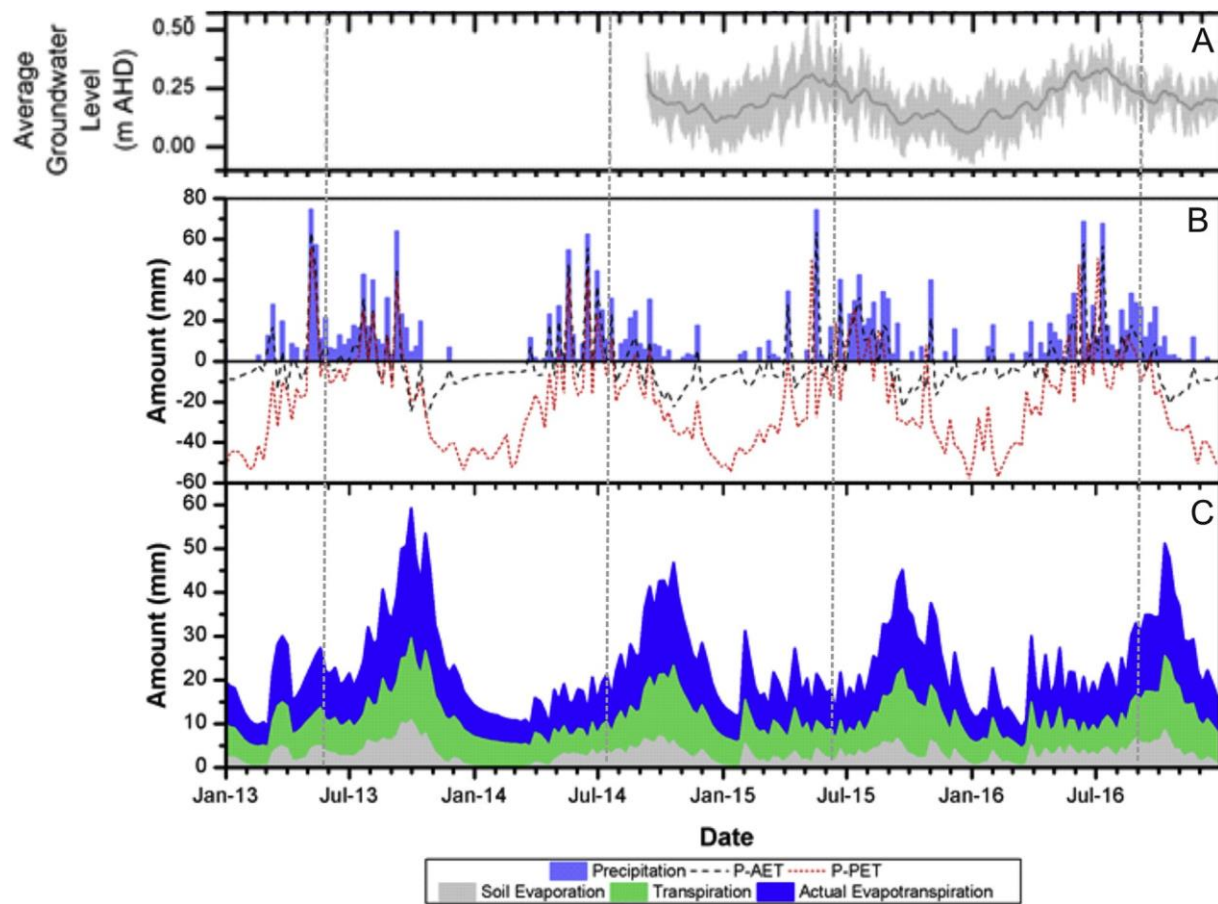 A
Average
Groundwater
Level
(m AHD)
0.50
0.25
0.00
B
Amount (mm)
80
60
40
20
0
-20
-40
-60
C
Amount (mm)
60
50
40
30
20
10
0
Jan-13 Jul-13 Jan-14 Jul-14 Jan-15 Jul-15 Jan-16 Jul-16
Date
Precipitation P-AET P-PET
Soil Evaporation Transpiration Actual Evapotranspiration